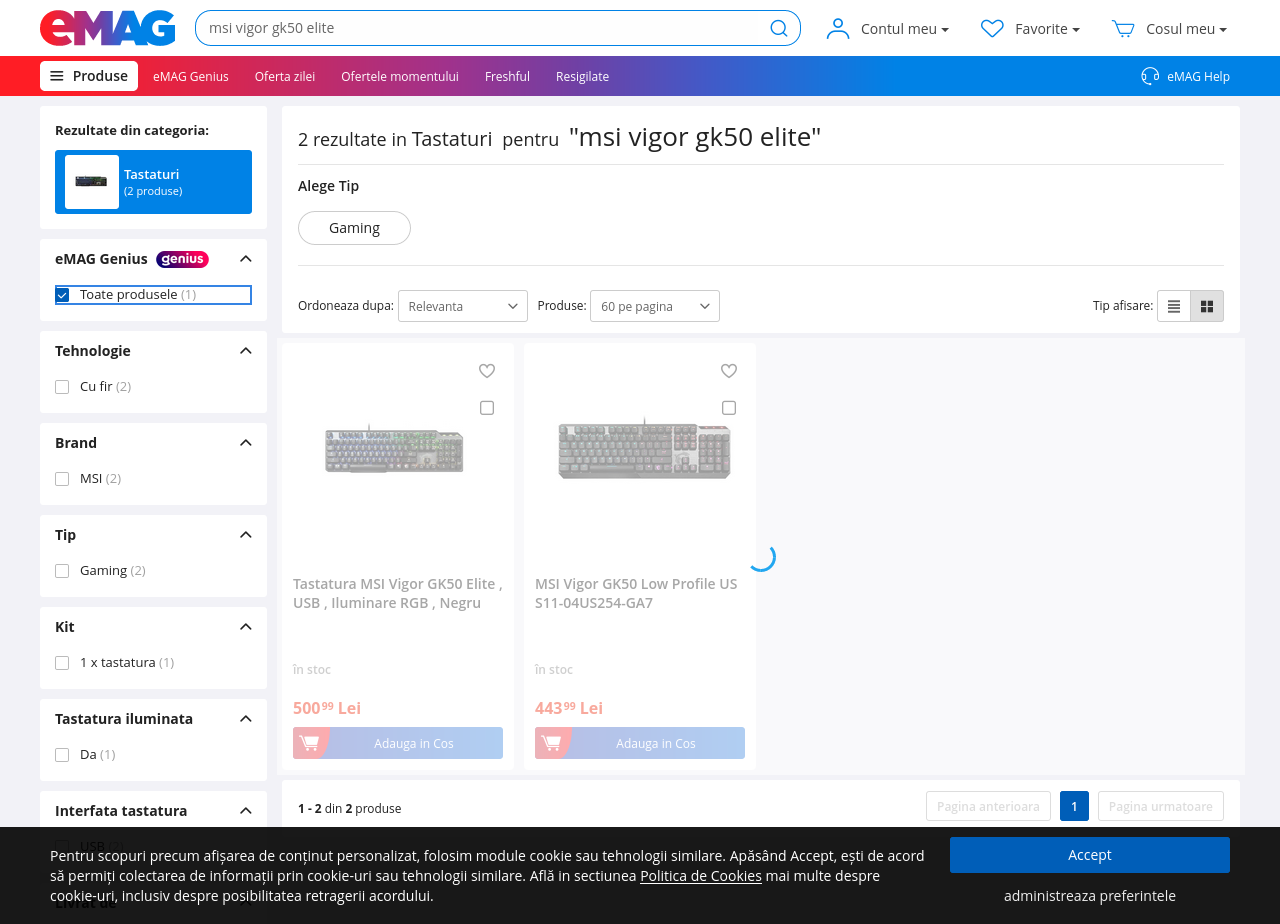 eMAG
msi vigor gk50 elite
Contul meu
Favorite
Cosul meu
Produse
eMAG Genius
Oferta zilei
Ofertele momentului
Freshful
Resigilate
eMAG Help
Rezultate din categoria:
Tastaturi
(2 produse)
eMAG Genius genius
Toate produsele (1)
Tehnologie
Cu fir (2)
Brand
MSI (2)
Tip
Gaming (2)
Kit
1 x tastatura (1)
Tastatura iluminata
Da (1)
Interfata tastatura
USB (2)
Livrat de
2 rezultate in Tastaturi pentru "msi vigor gk50 elite"
Alege Tip
Gaming
Ordoneaza dupa: Relevanta
Produse: 60 pe pagina
Tip afisare:
Tastatura MSI Vigor GK50 Elite ,
USB , Iluminare RGB , Negru
în stoc
500⁹⁹ Lei
Adauga in Cos
MSI Vigor GK50 Low Profile US
S11-04US254-GA7
în stoc
443⁹⁹ Lei
Adauga in Cos
1 - 2 din 2 produse
Pagina anterioara
1
Pagina urmatoare
Pentru scopuri precum afișarea de conținut personalizat, folosim module cookie sau tehnologii similare. Apăsând Accept, ești de acord
să permiți colectarea de informații prin cookie-uri sau tehnologii similare. Află in sectiunea Politica de Cookies mai multe despre
cookie-uri, inclusiv despre posibilitatea retragerii acordului.
Accept
administreaza preferintele